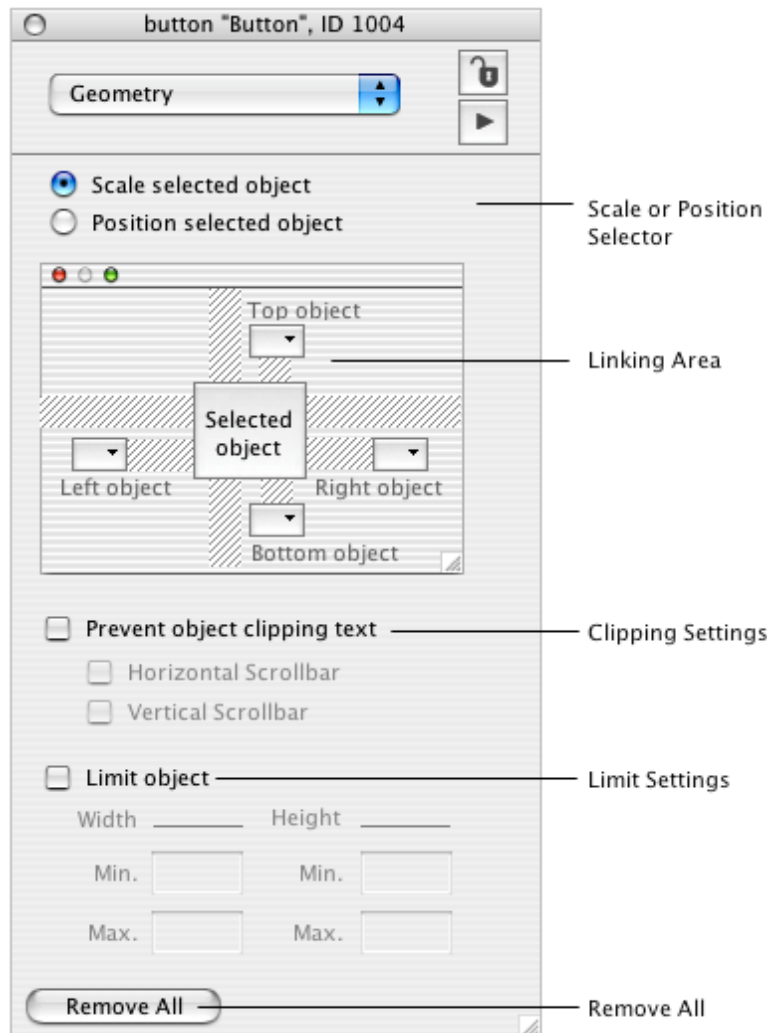 button "Button", ID 1004
Geometry
Scale selected object
Position selected object
Scale or Position
Selector
Top object
Linking Area
Selected
object
Left object
Right object
Bottom object
Prevent object clipping text
Clipping Settings
Horizontal Scrollbar
Vertical Scrollbar
Limit object
Limit Settings
Width
Height
Min.
Min.
Max.
Max.
Remove All
Remove All